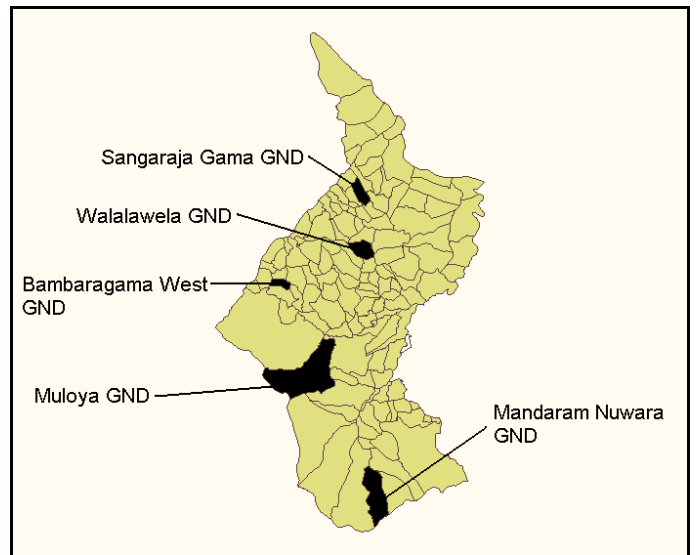 Sangaraja Gama GND
Walalawela GND
Bambaragama West
GND
Muloya GND
Mandaram Nuwara
GND